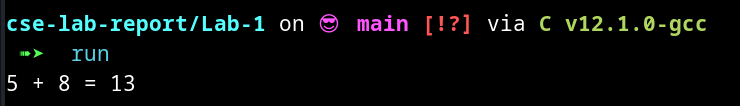 cse-lab-report/Lab-1 on 😎 main [!?] via C v12.1.0-gcc
➠➤ run
5 + 8 = 13